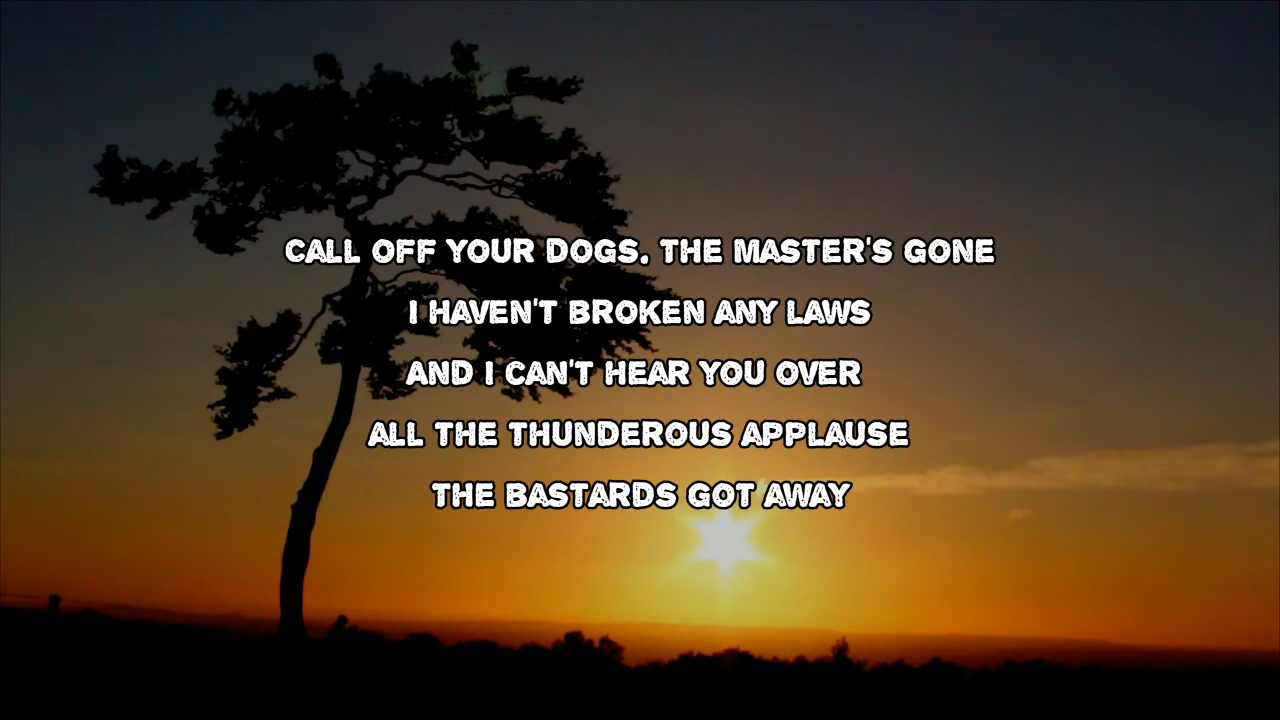 CALL OFF YOUR DOGS. THE MASTER'S GONE
I HAVEN'T BROKEN ANY LAWS
AND I CAN'T HEAR YOU OVER
ALL THE THUNDEROUS APPLAUSE
THE BASTARDS GOT AWAY